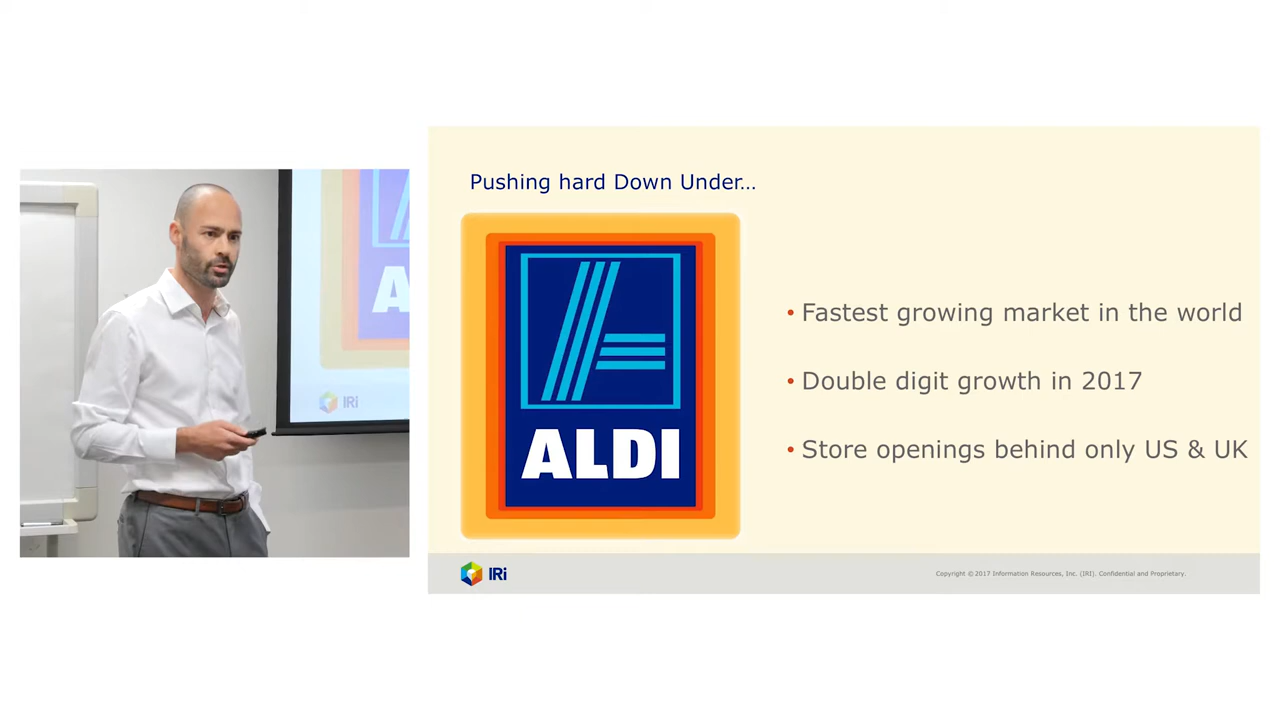 Pushing hard Down Under...
ALDI
• Fastest growing market in the world
• Double digit growth in 2017
• Store openings behind only US & UK
IRi
IRi
Copyright © 2017 Information Resources, Inc. (IRI). Confidential and Proprietary.